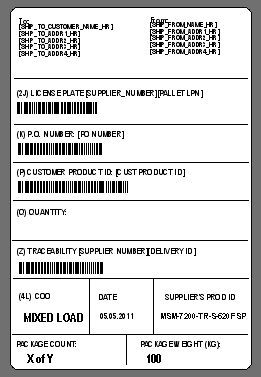 To: From:
[SHIP_TO_CUSTOMER_NAME_HR] [SHIP_FROM_NAME_HR]
[SHIP_TO_ADDR1_HR] [SHIP_FROM_ADDR1_HR]
[SHIP_TO_ADDR2_HR] [SHIP_FROM_ADDR2_HR]
[SHIP_TO_ADDR3_HR] [SHIP_FROM_ADDR3_HR]
[SHIP_TO_ADDR4_HR] [SHIP_FROM_ADDR4_HR]
(2J) LICENSE PLATE [SUPPLIER_NUMBER][PALLET LPN]
(K) P.O. NUMBER: [PO NUMBER]
(P) CUSTOMER PRODUCT ID: [CUST PRODUCT ID]
(Q) QUANTITY:
(Z) TRACEABILITY [SUPPLIER NUMBER][DELIVERY ID]
(4L) COO DATE SUPPLIER'S PROD ID
MIXED LOAD 05.05.2011 MSM-7200-TR-S-520 FSP
PACKAGE COUNT: PACKAGE WEIGHT (KG):
X of Y 100